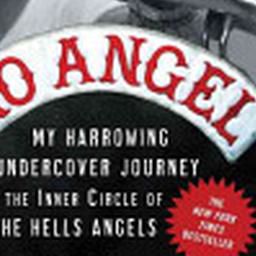 O ANGEL
MY HARROWING
UNDERCOVER JOURNEY
THE INNER CIRCLE OF
HE HELLS ANGELS
THE
NEW YORK
TIMES
BESTSELLER